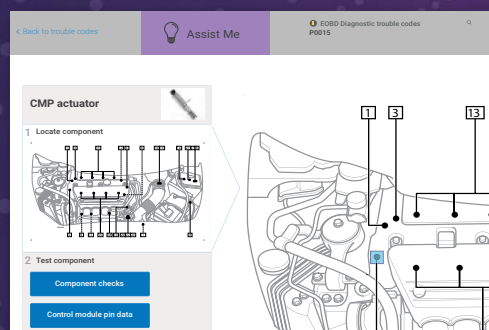 < Back to trouble codes
Assist Me
EOBD Diagnostic trouble codes
P0015
CMP actuator
1 Locate component
2 Test component
Component checks
Control module pin data
1 3 13